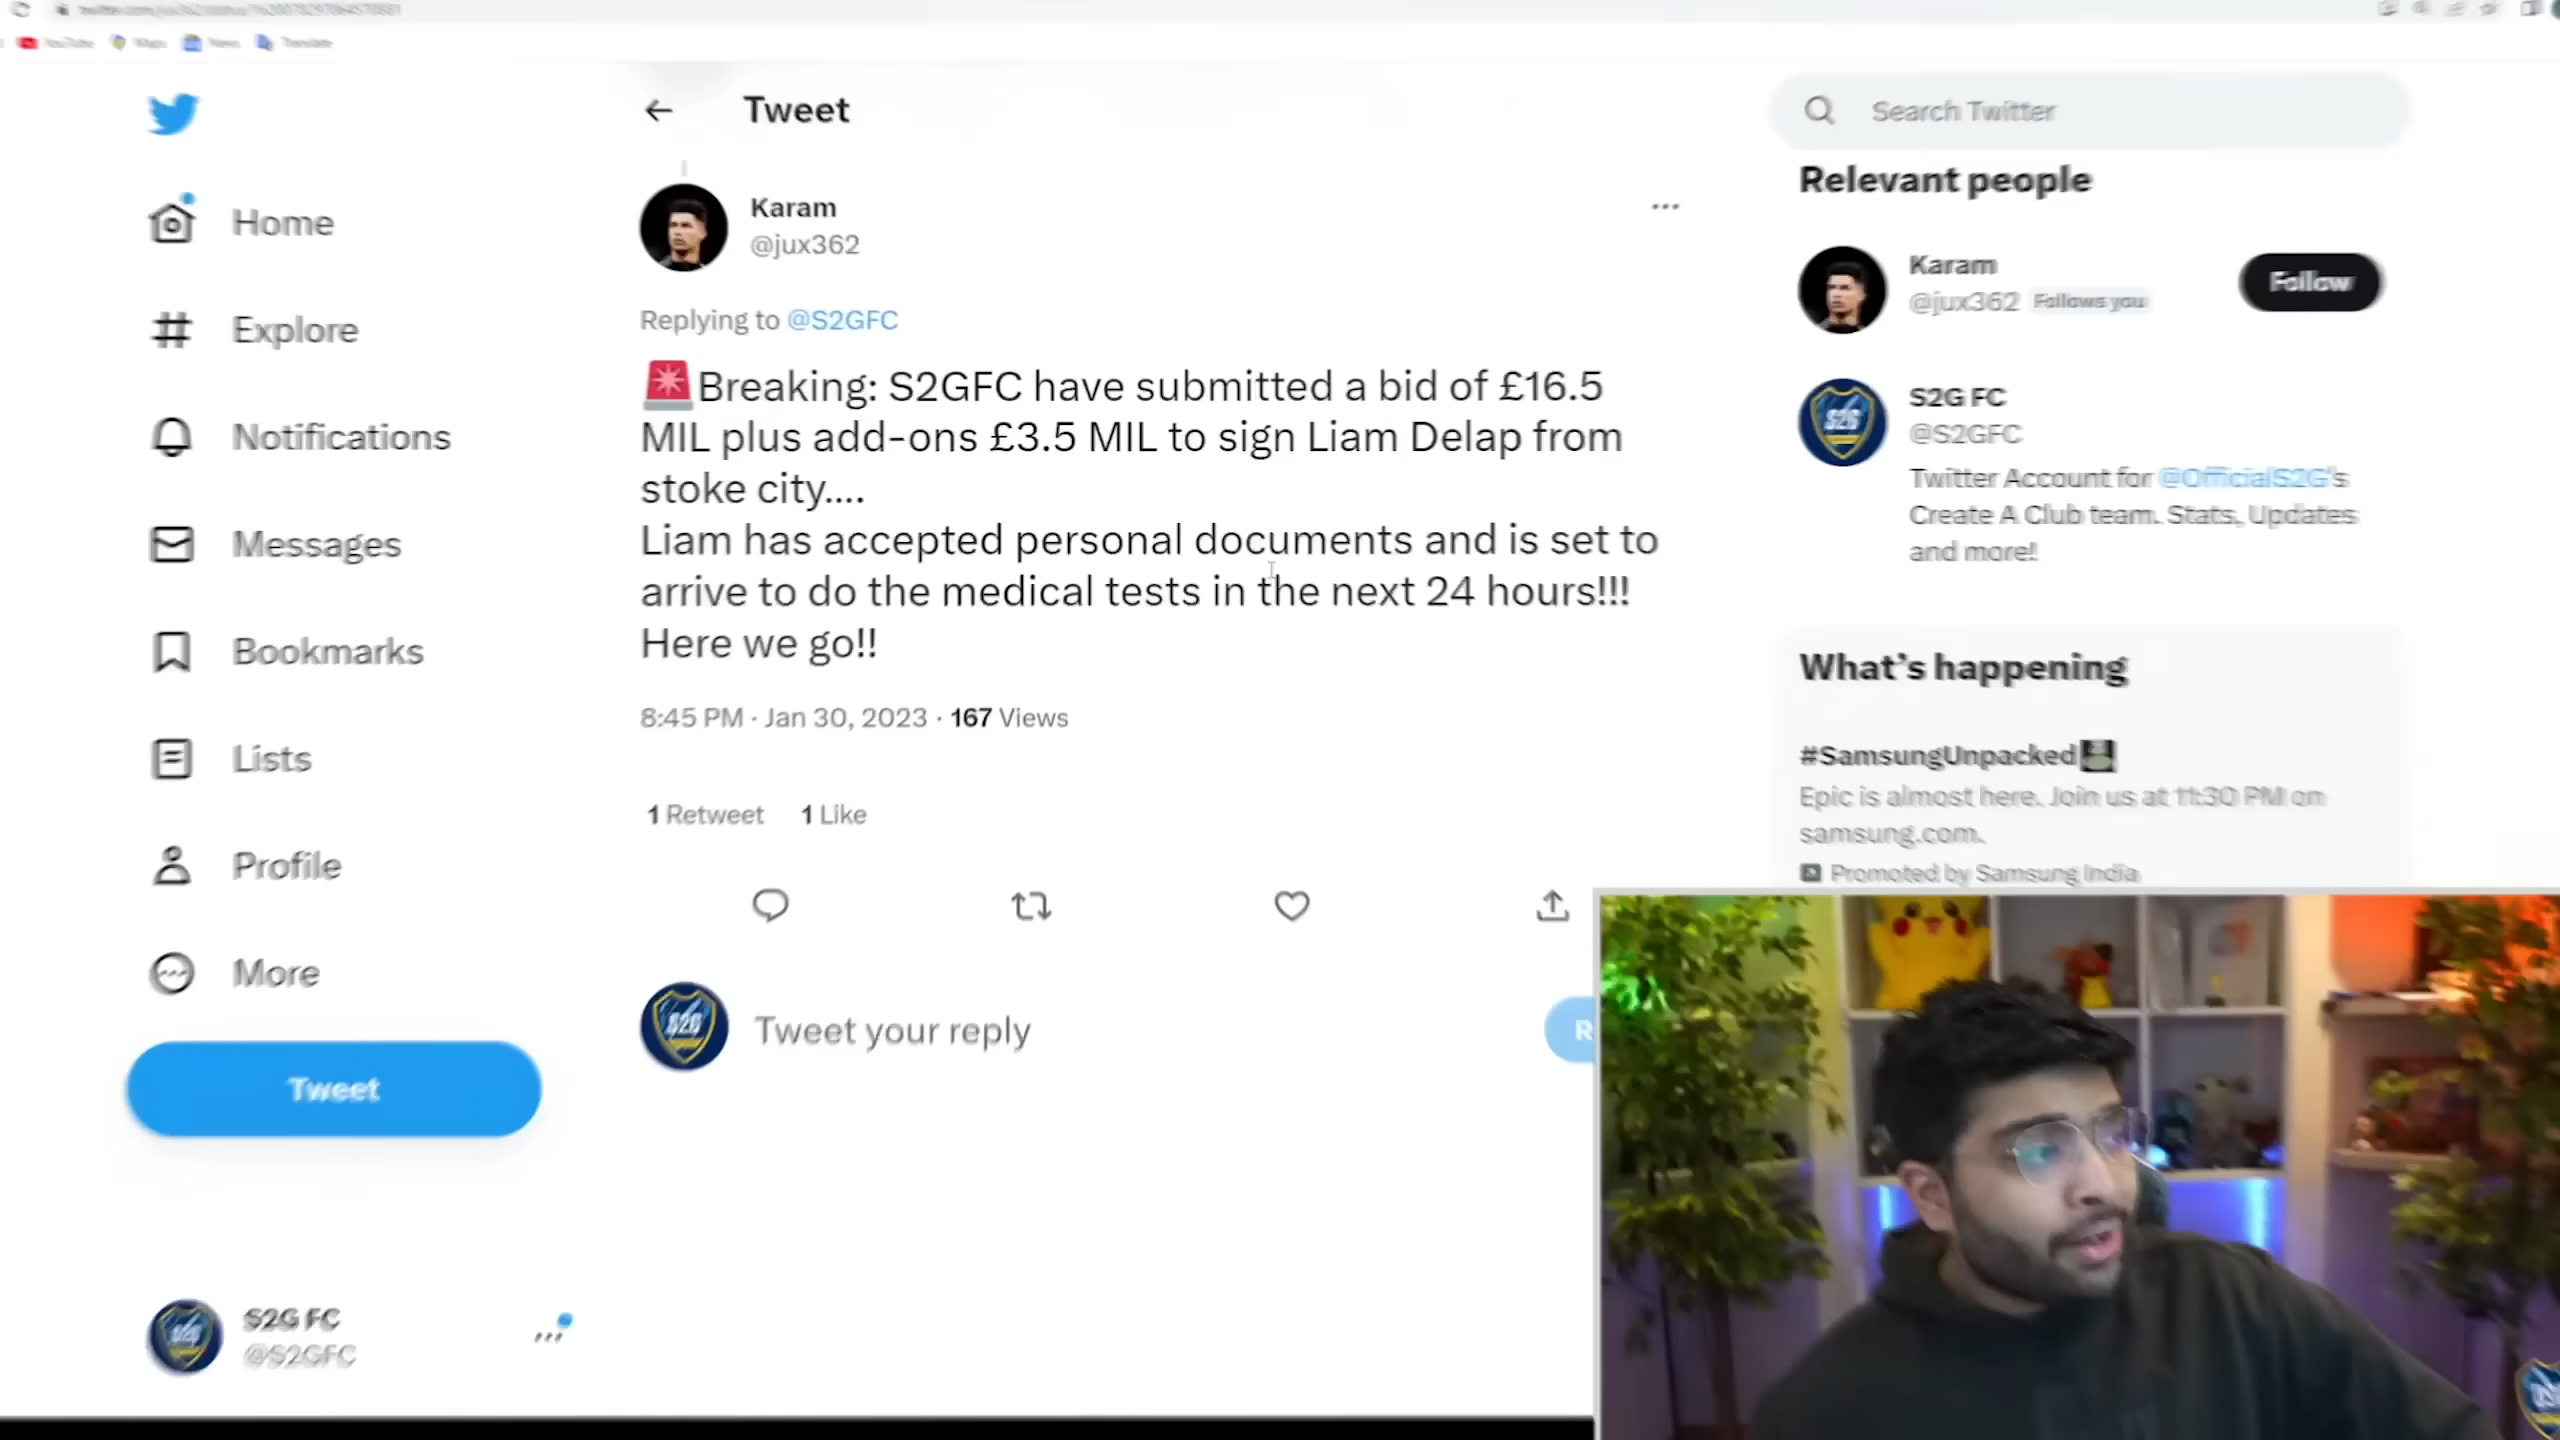 YouTube
Maps
News
Translate
Home
Explore
Notifications
Messages
Bookmarks
Lists
Profile
More
Tweet
S2G FC
@S2GFC
Tweet
Karam
@jux362
Replying to @S2GFC
🚨Breaking: S2GFC have submitted a bid of £16.5
MIL plus add-ons £3.5 MIL to sign Liam Delap from
stoke city....
Liam has accepted personal documents and is set to
arrive to do the medical tests in the next 24 hours!!!
Here we go!!
8:45 PM · Jan 30, 2023 · 167 Views
1 Retweet 1 Like
S2G
Tweet your reply
R
Search Twitter
Relevant people
Karam
@jux362 Follows you
Follow
S2G
S2G FC
@S2GFC
Twitter Account for @OfficialS2G's
Create A Club team. Stats, Updates
and more!
What's happening
#SamsungUnpacked
Epic is almost here. Join us at 11:30 PM on
samsung.com.
Promoted by Samsung India